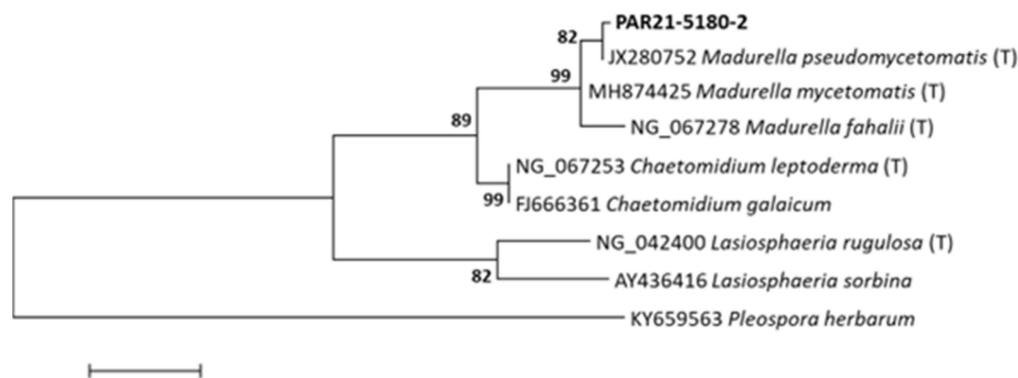 PAR21-5180-2
82
JX280752 Madurella pseudomycetomatis (T)
99
MH874425 Madurella mycetomatis (T)
89
NG_067278 Madurella fahalii (T)
NG_067253 Chaetomidium leptoderma (T)
99
FJ666361 Chaetomidium galaicum
NG_042400 Lasiosphaeria rugulosa (T)
82
AY436416 Lasiosphaeria sorbina
KY659563 Pleospora herbarum